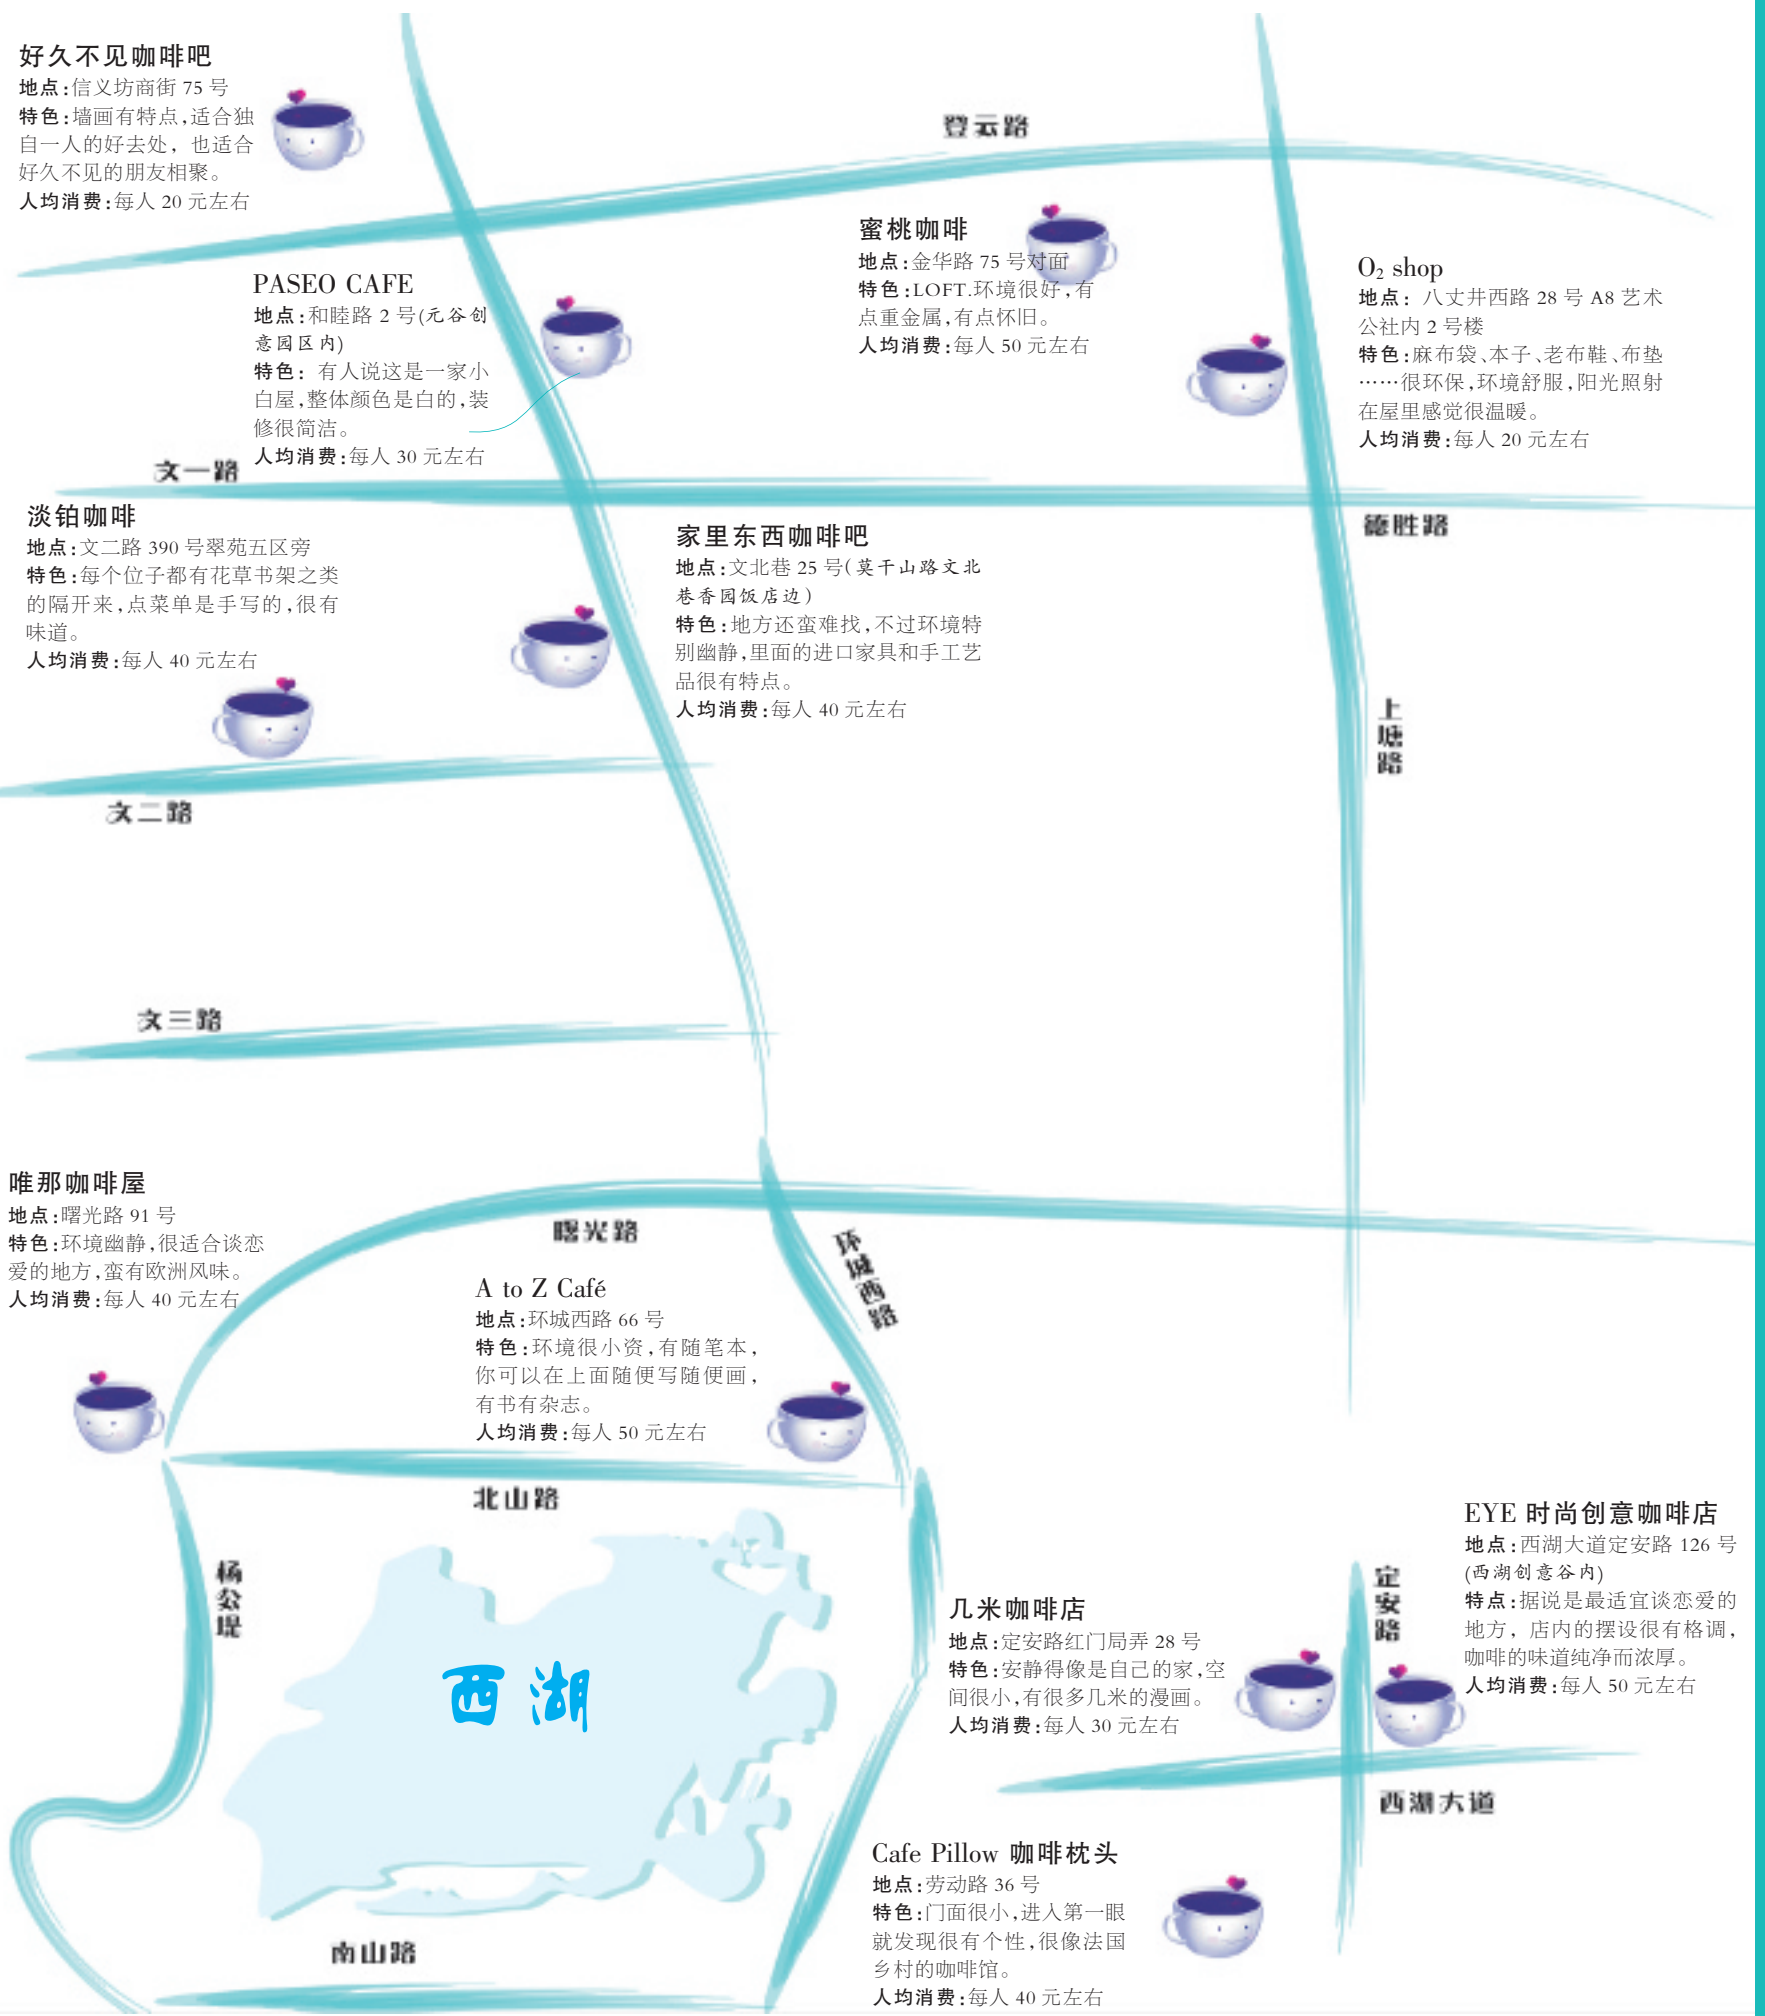 好久不见咖啡吧
地点:信义坊商街 75 号
特色:墙画有特点,适合独
自一人的好去处，也适合
好久不见的朋友相聚。
人均消费:每人 20 元左右
登云路
蜜桃咖啡
地点:金华路 75 号对面
特色:LOFT.环境很好,有
点重金属,有点怀旧。
人均消费:每人 50 元左右
O₂ shop
地点：八丈井西路 28 号 A8 艺术
公社内 2 号楼
特色:麻布袋、本子、老布鞋、布垫
……很环保,环境舒服,阳光照射
在屋里感觉很温暖。
人均消费:每人 20 元左右
PASEO CAFE
地点:和睦路 2 号(元谷创
意园区内)
特色：有人说这是一家小
白屋,整体颜色是白的,装
修很简洁。
人均消费:每人 30 元左右
文一路
德胜路
淡铂咖啡
地点:文二路 390 号翠苑五区旁
特色:每个位子都有花草书架之类
的隔开来,点菜单是手写的,很有
味道。
人均消费:每人 40 元左右
家里东西咖啡吧
地点:文北巷 25 号(莫干山路文北
巷香园饭店边)
特色:地方还蛮难找,不过环境特
别幽静,里面的进口家具和手工艺
品很有特点。
人均消费:每人 40 元左右
上塘路
文二路
文三路
唯那咖啡屋
地点:曙光路 91 号
特色:环境幽静,很适合谈恋
爱的地方,蛮有欧洲风味。
人均消费:每人 40 元左右
曙光路
环城西路
A to Z Café
地点:环城西路 66 号
特色:环境很小资,有随笔本,
你可以在上面随便写随便画,
有书有杂志。
人均消费:每人 50 元左右
北山路
杨公堤
西湖
几米咖啡店
地点:定安路红门局弄 28 号
特色:安静得像是自己的家,空
间很小,有很多几米的漫画。
人均消费:每人 30 元左右
定安路
EYE 时尚创意咖啡店
地点:西湖大道定安路 126 号
(西湖创意谷内)
特点:据说是最适宜谈恋爱的
地方，店内的摆设很有格调,
咖啡的味道纯净而浓厚。
人均消费:每人 50 元左右
西湖大道
Cafe Pillow 咖啡枕头
地点:劳动路 36 号
特色:门面很小,进入第一眼
就发现很有个性,很像法国
乡村的咖啡馆。
人均消费:每人 40 元左右
南山路